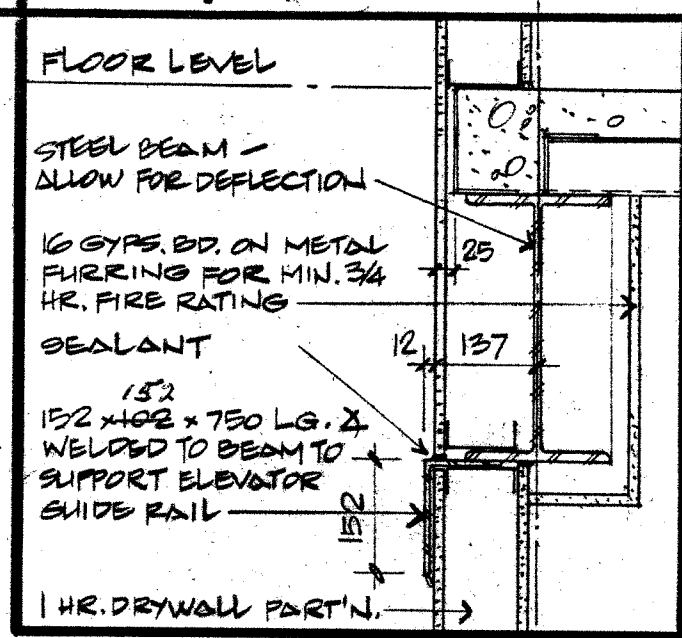 FLOOR LEVEL
STEEL BEAM –
ALLOW FOR DEFLECTION
16 GYPS. BD. ON METAL
FURRING FOR MIN. 3/4
HR. FIRE RATING
25
SEALANT
12 137
152
152 x 102 x 750 LG. ∠
WELDED TO BEAM TO
SUPPORT ELEVATOR
GUIDE RAIL
152
1 HR. DRYWALL PART'N.